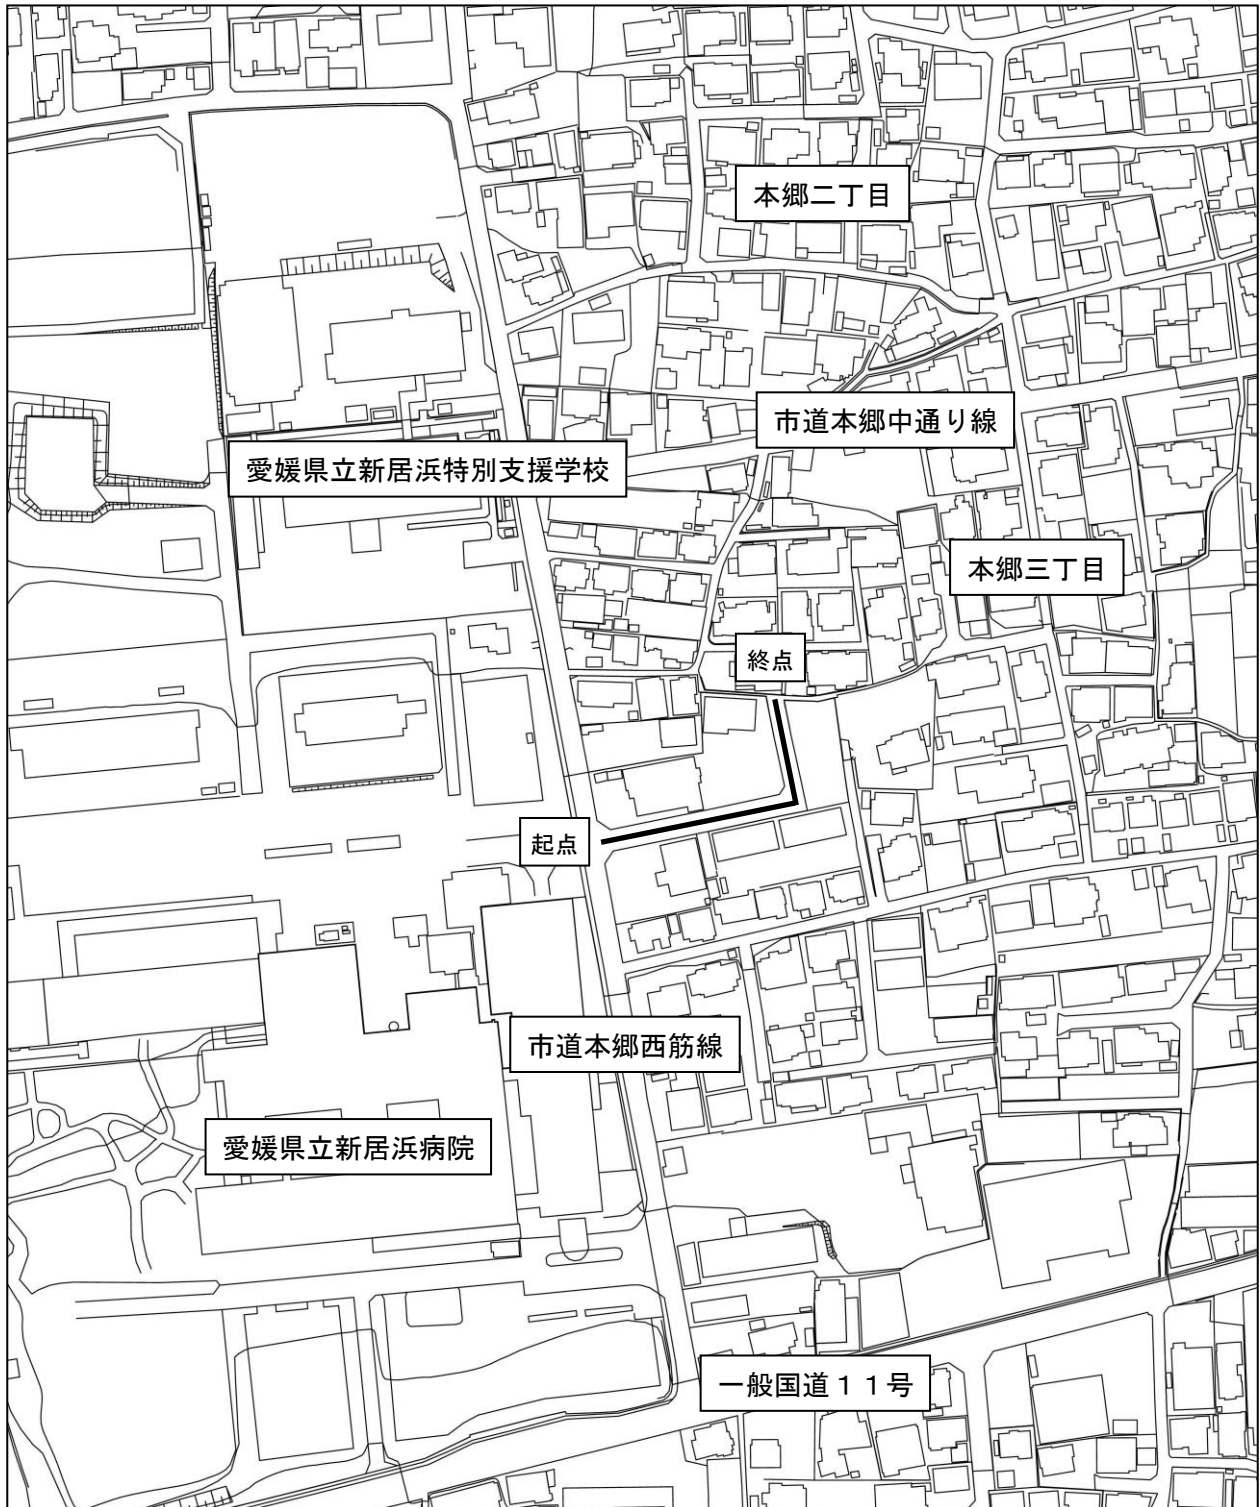 本郷二丁目
市道本郷中通り線
愛媛県立新居浜特別支援学校
本郷三丁目
終点
起点
市道本郷西筋線
愛媛県立新居浜病院
一般国道１１号